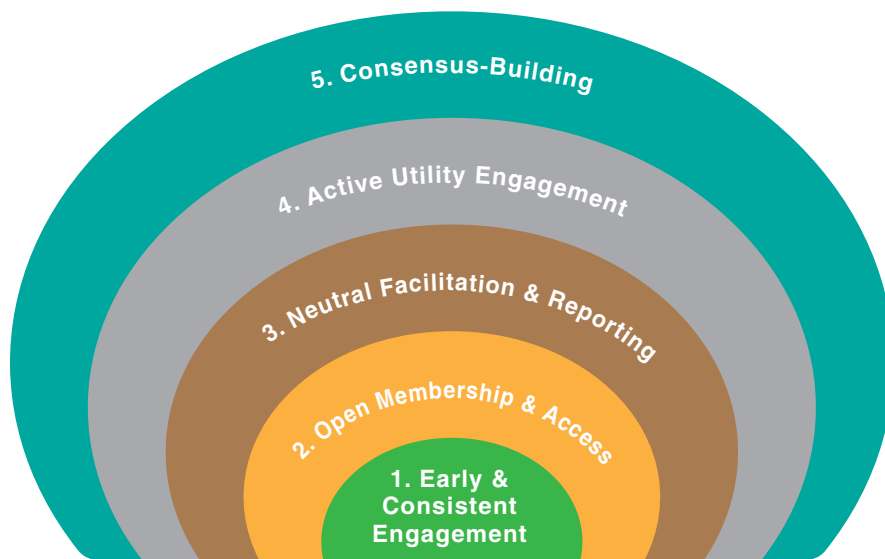 5. Consensus-Building
4. Active Utility Engagement
3. Neutral Facilitation & Reporting
2. Open Membership & Access
1. Early &
Consistent
Engagement